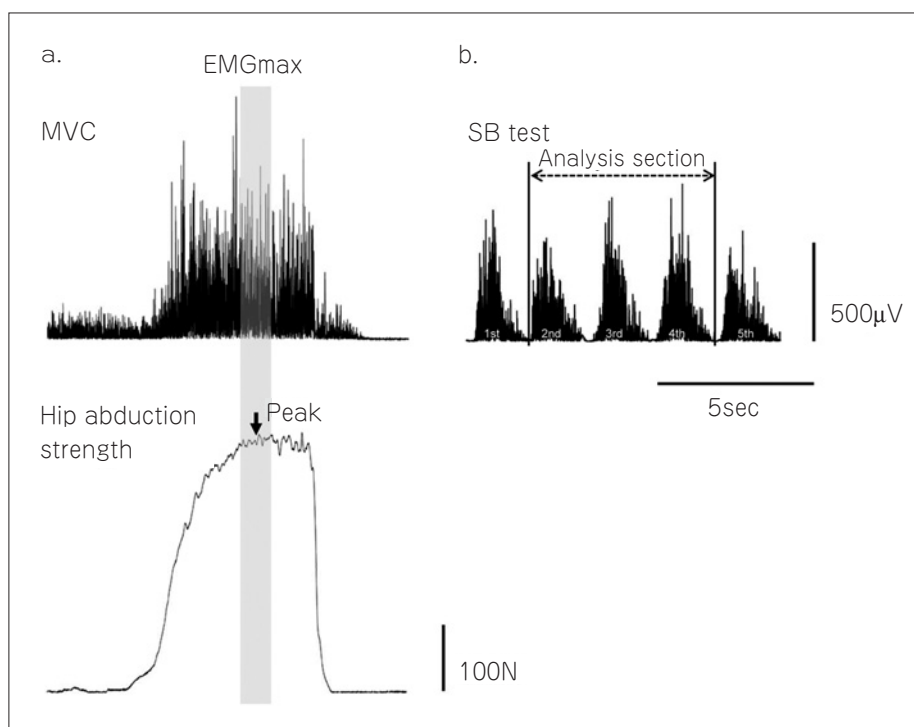 a.
EMGmax
MVC
Hip abduction
strength
Peak
100N
b.
SB test
Analysis section
1st 2nd 3rd 4th 5th
500μV
5sec